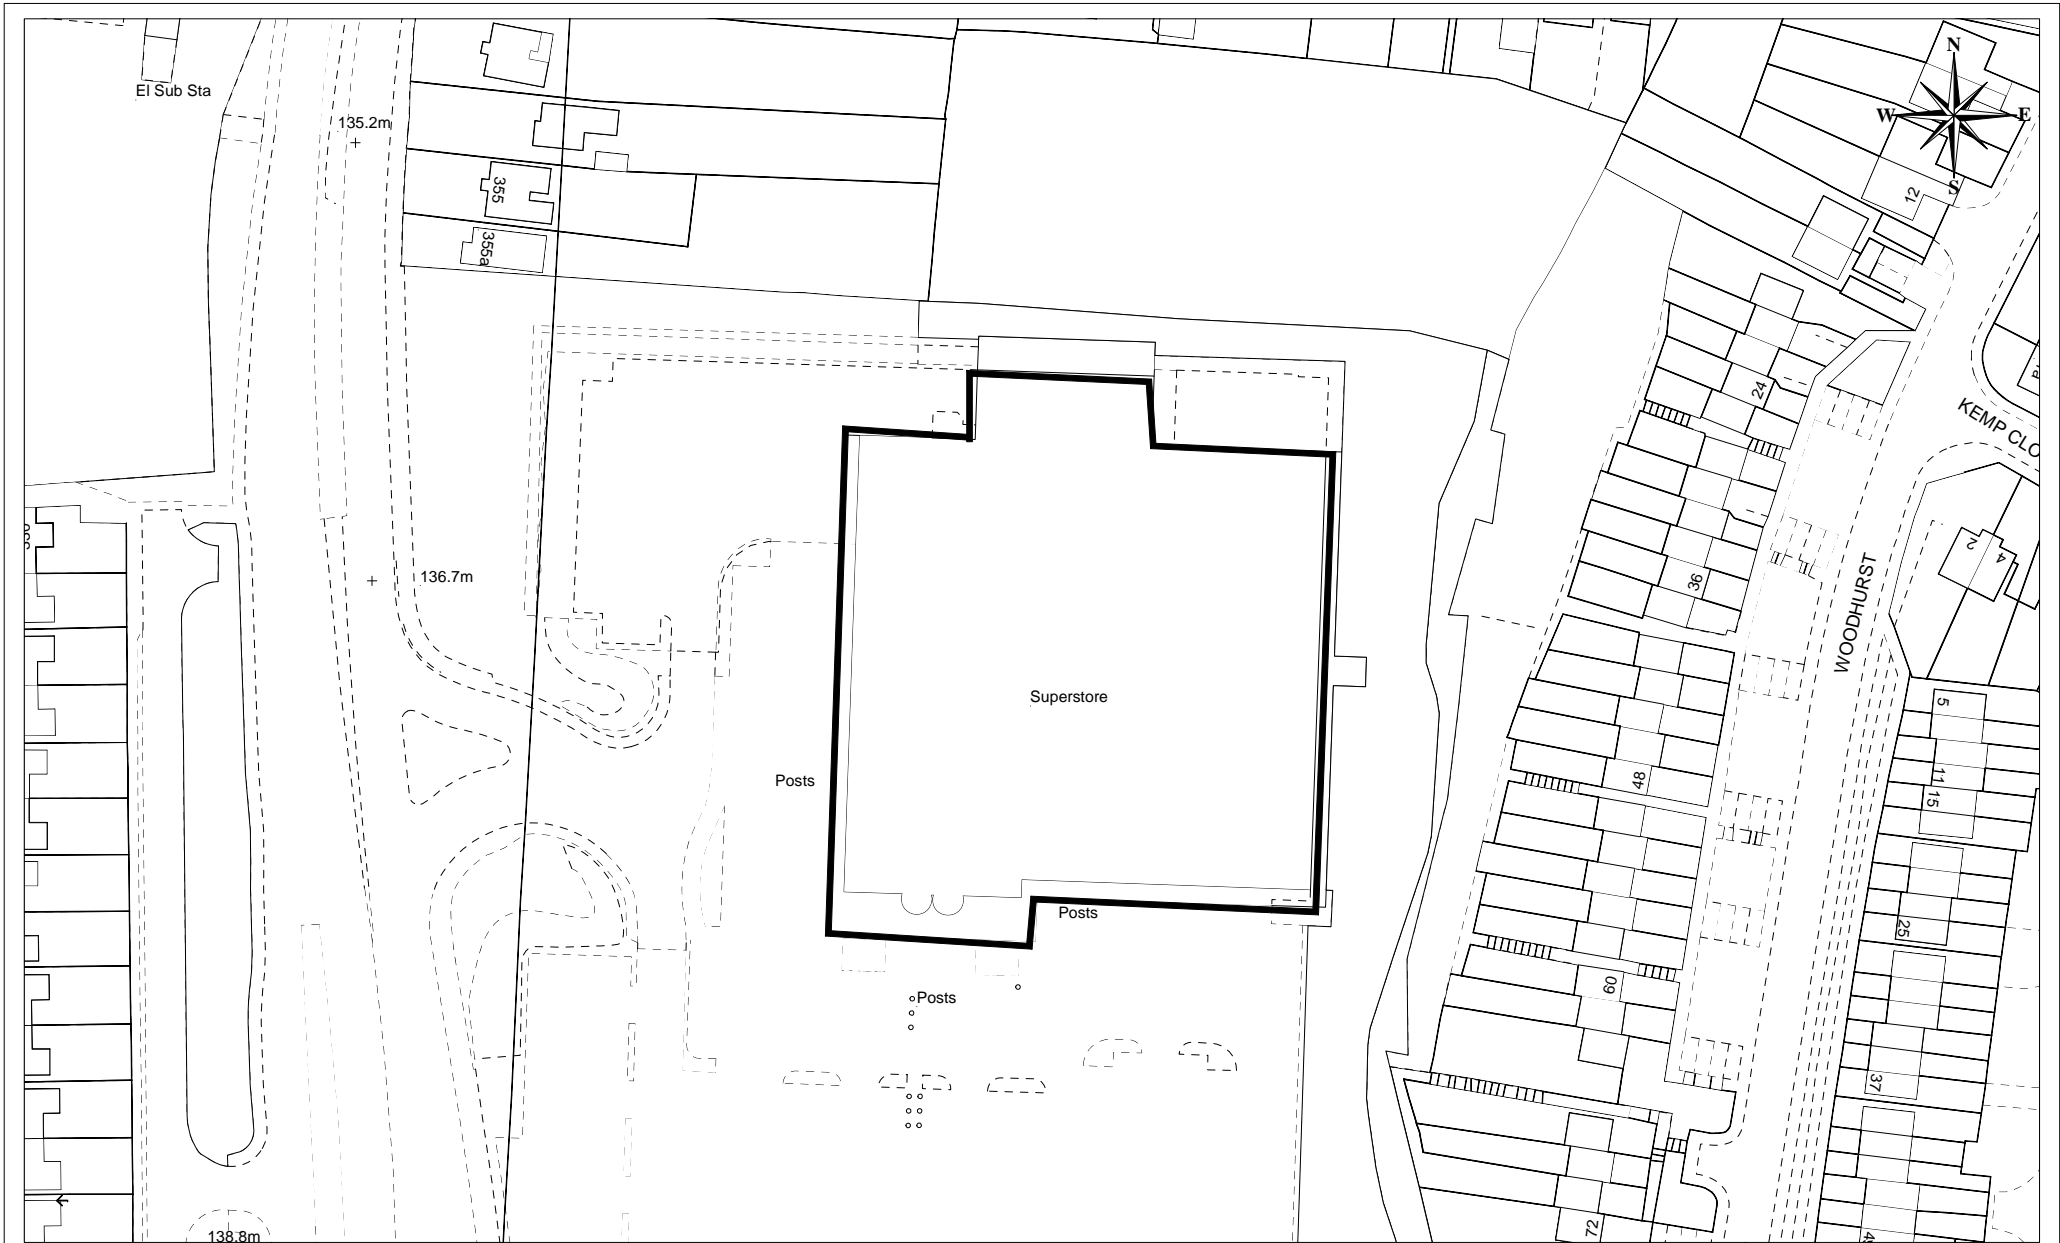 El Sub Sta
135.2m
N
W
E
S
12
355
355a
24
KEMP CLO
136.7m
36
2
4
WOODHURST
Superstore
5
Posts
48
11
15
Posts
25
Posts
60
37
72
138.8m